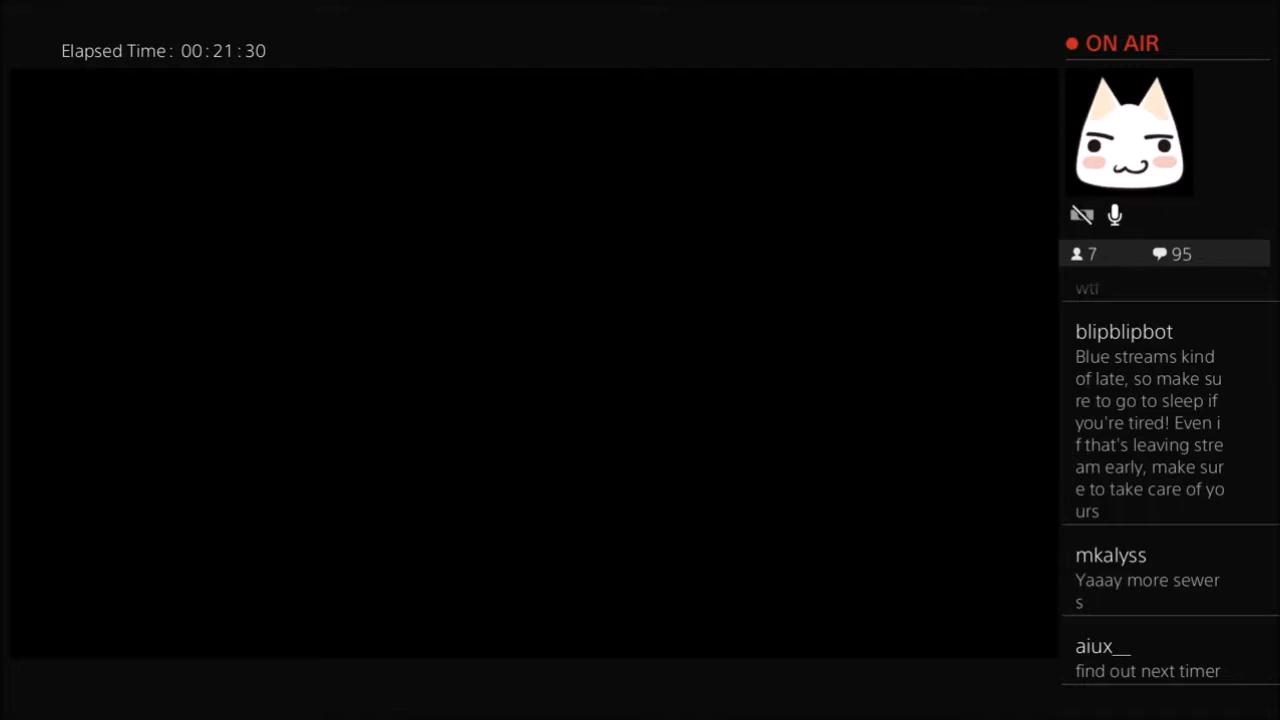 Elapsed Time: 00:21:30
ON AIR
7 95
wtf
blipblipbot
Blue streams kind
of late, so make su
re to go to sleep if
you're tired! Even i
f that's leaving stre
am early, make sur
e to take care of yo
urs
mkalyss
Yaaay more sewer
s
aiux__
find out next timer